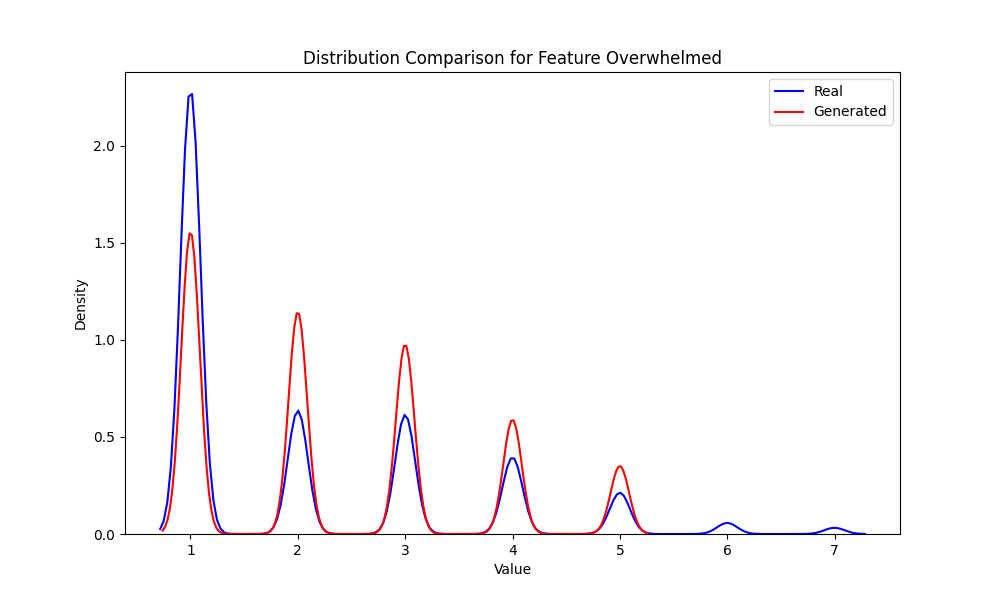 Distribution Comparison for Feature Overwhelmed
Real
Generated
2.0
1.5
1.0
0.5
0.0
Density
1 2 3 4 5 6 7
Value